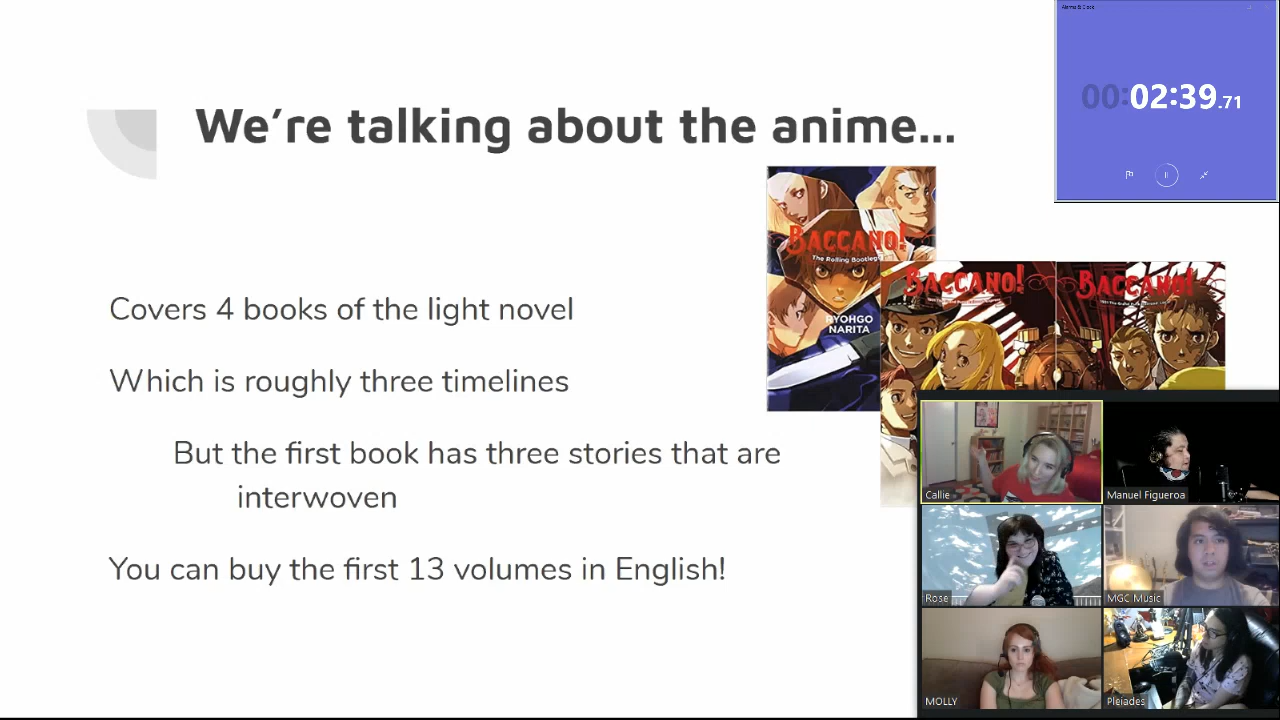 Alarms & Clock
00:02:39.71
We're talking about the anime...
BACCANO!
The Rolling Bootlegs
RYOHGO
NARITA
BACCANO!
BACCANO!
Covers 4 books of the light novel
Which is roughly three timelines
But the first book has three stories that are
interwoven
You can buy the first 13 volumes in English!
Callie
Manuel Figueroa
Rose
MGC Music
MOLLY
Pleiades